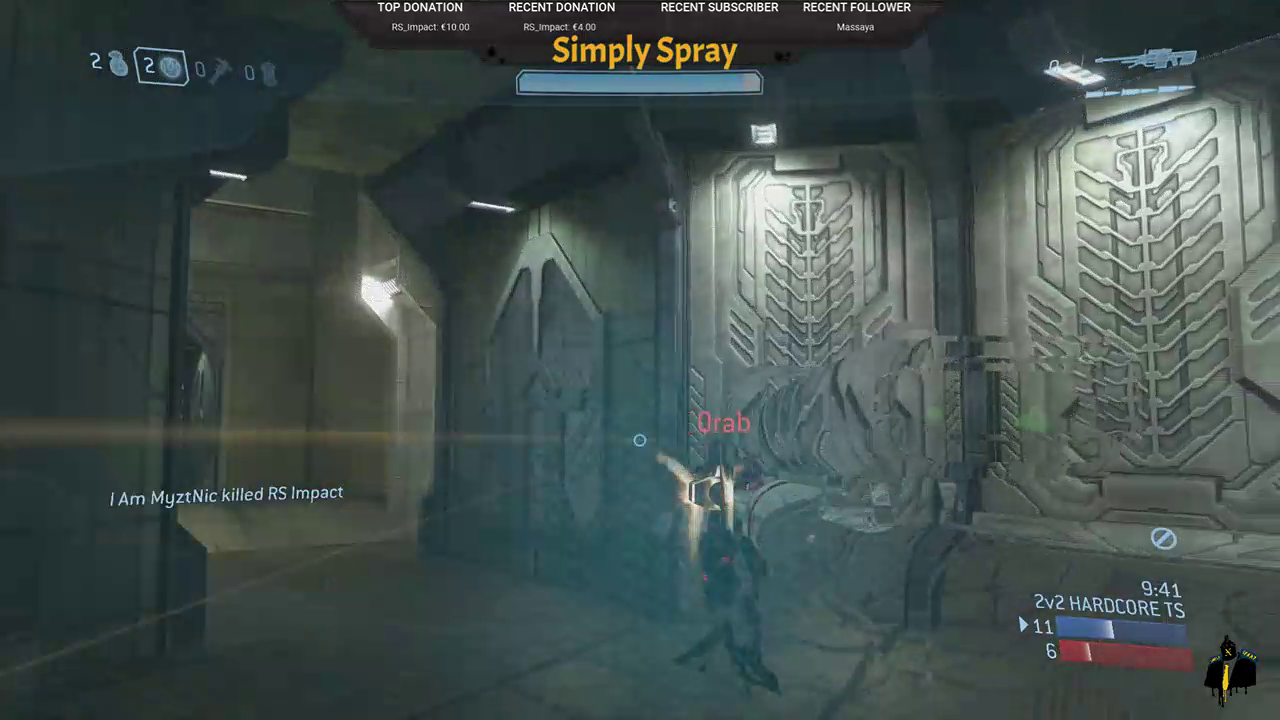 TOP DONATION
RS_Impact: €10.00
RECENT DONATION
RS_Impact: €4.00
RECENT SUBSCRIBER
RECENT FOLLOWER
Massaya
Simply Spray
2 2 0 0
Qrab
I Am MyztNic killed RS Impact
9:41
2v2 HARDCORE TS
11
6